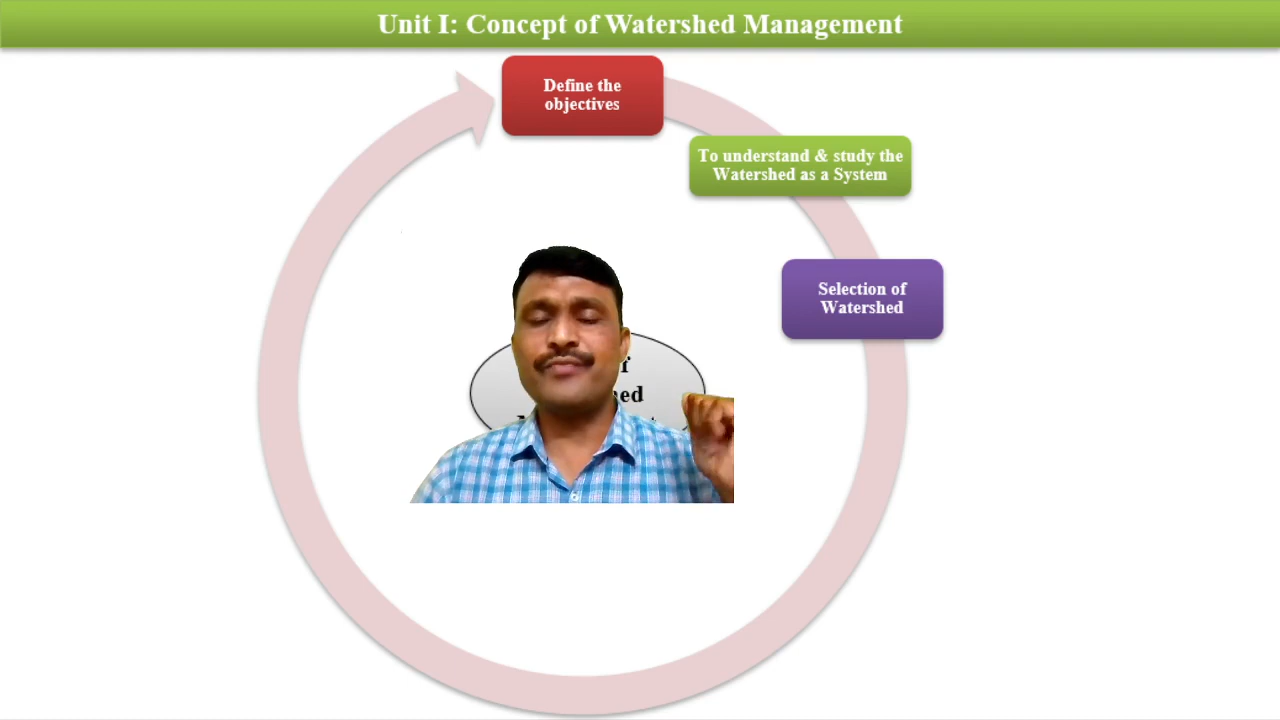 Unit I: Concept of Watershed Management
Define the
objectives
To understand & study the
Watershed as a System
Selection of
Watershed